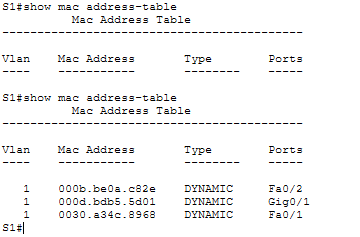 S1#show mac address-table
Mac Address Table
-------------------------------------------
Vlan Mac Address Type Ports
---- ----------- -------- -----
S1#show mac address-table
Mac Address Table
-------------------------------------------
Vlan Mac Address Type Ports
---- ----------- -------- -----
1 000b.be0a.c82e DYNAMIC Fa0/2
1 000d.bdb5.5d01 DYNAMIC Gig0/1
1 0030.a34c.8968 DYNAMIC Fa0/1
S1#